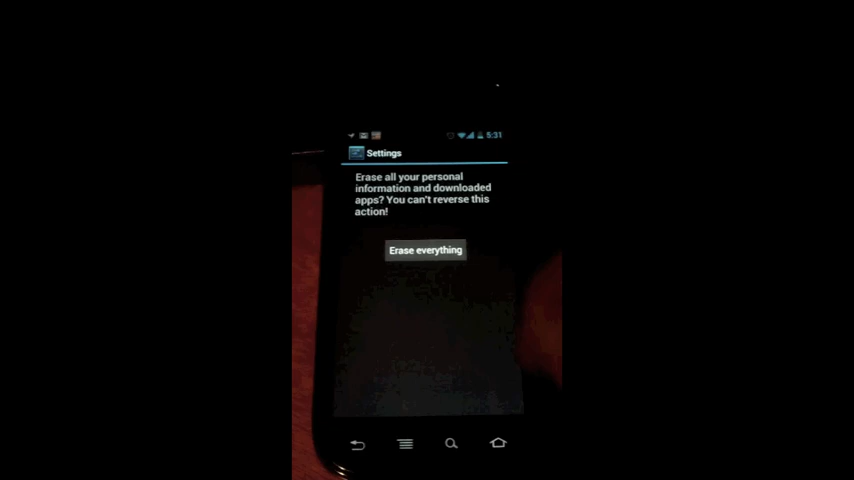 5:31
Settings
Erase all your personal
information and downloaded
apps? You can't reverse this
action!
Erase everything